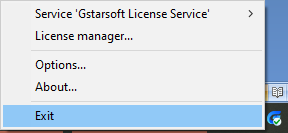 Service 'Gstarsoft License Service'
License manager...
Options...
About...
Exit